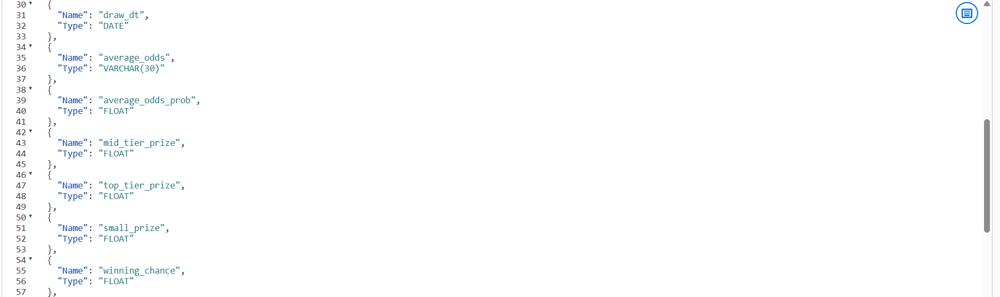 30 {
31 "Name": "draw_dt",
32 "Type": "DATE"
33 },
34 {
35 "Name": "average_odds",
36 "Type": "VARCHAR(30)"
37 },
38 {
39 "Name": "average_odds_prob",
40 "Type": "FLOAT"
41 },
42 {
43 "Name": "mid_tier_prize",
44 "Type": "FLOAT"
45 },
46 {
47 "Name": "top_tier_prize",
48 "Type": "FLOAT"
49 },
50 {
51 "Name": "small_prize",
52 "Type": "FLOAT"
53 },
54 {
55 "Name": "winning_chance",
56 "Type": "FLOAT"
57 },